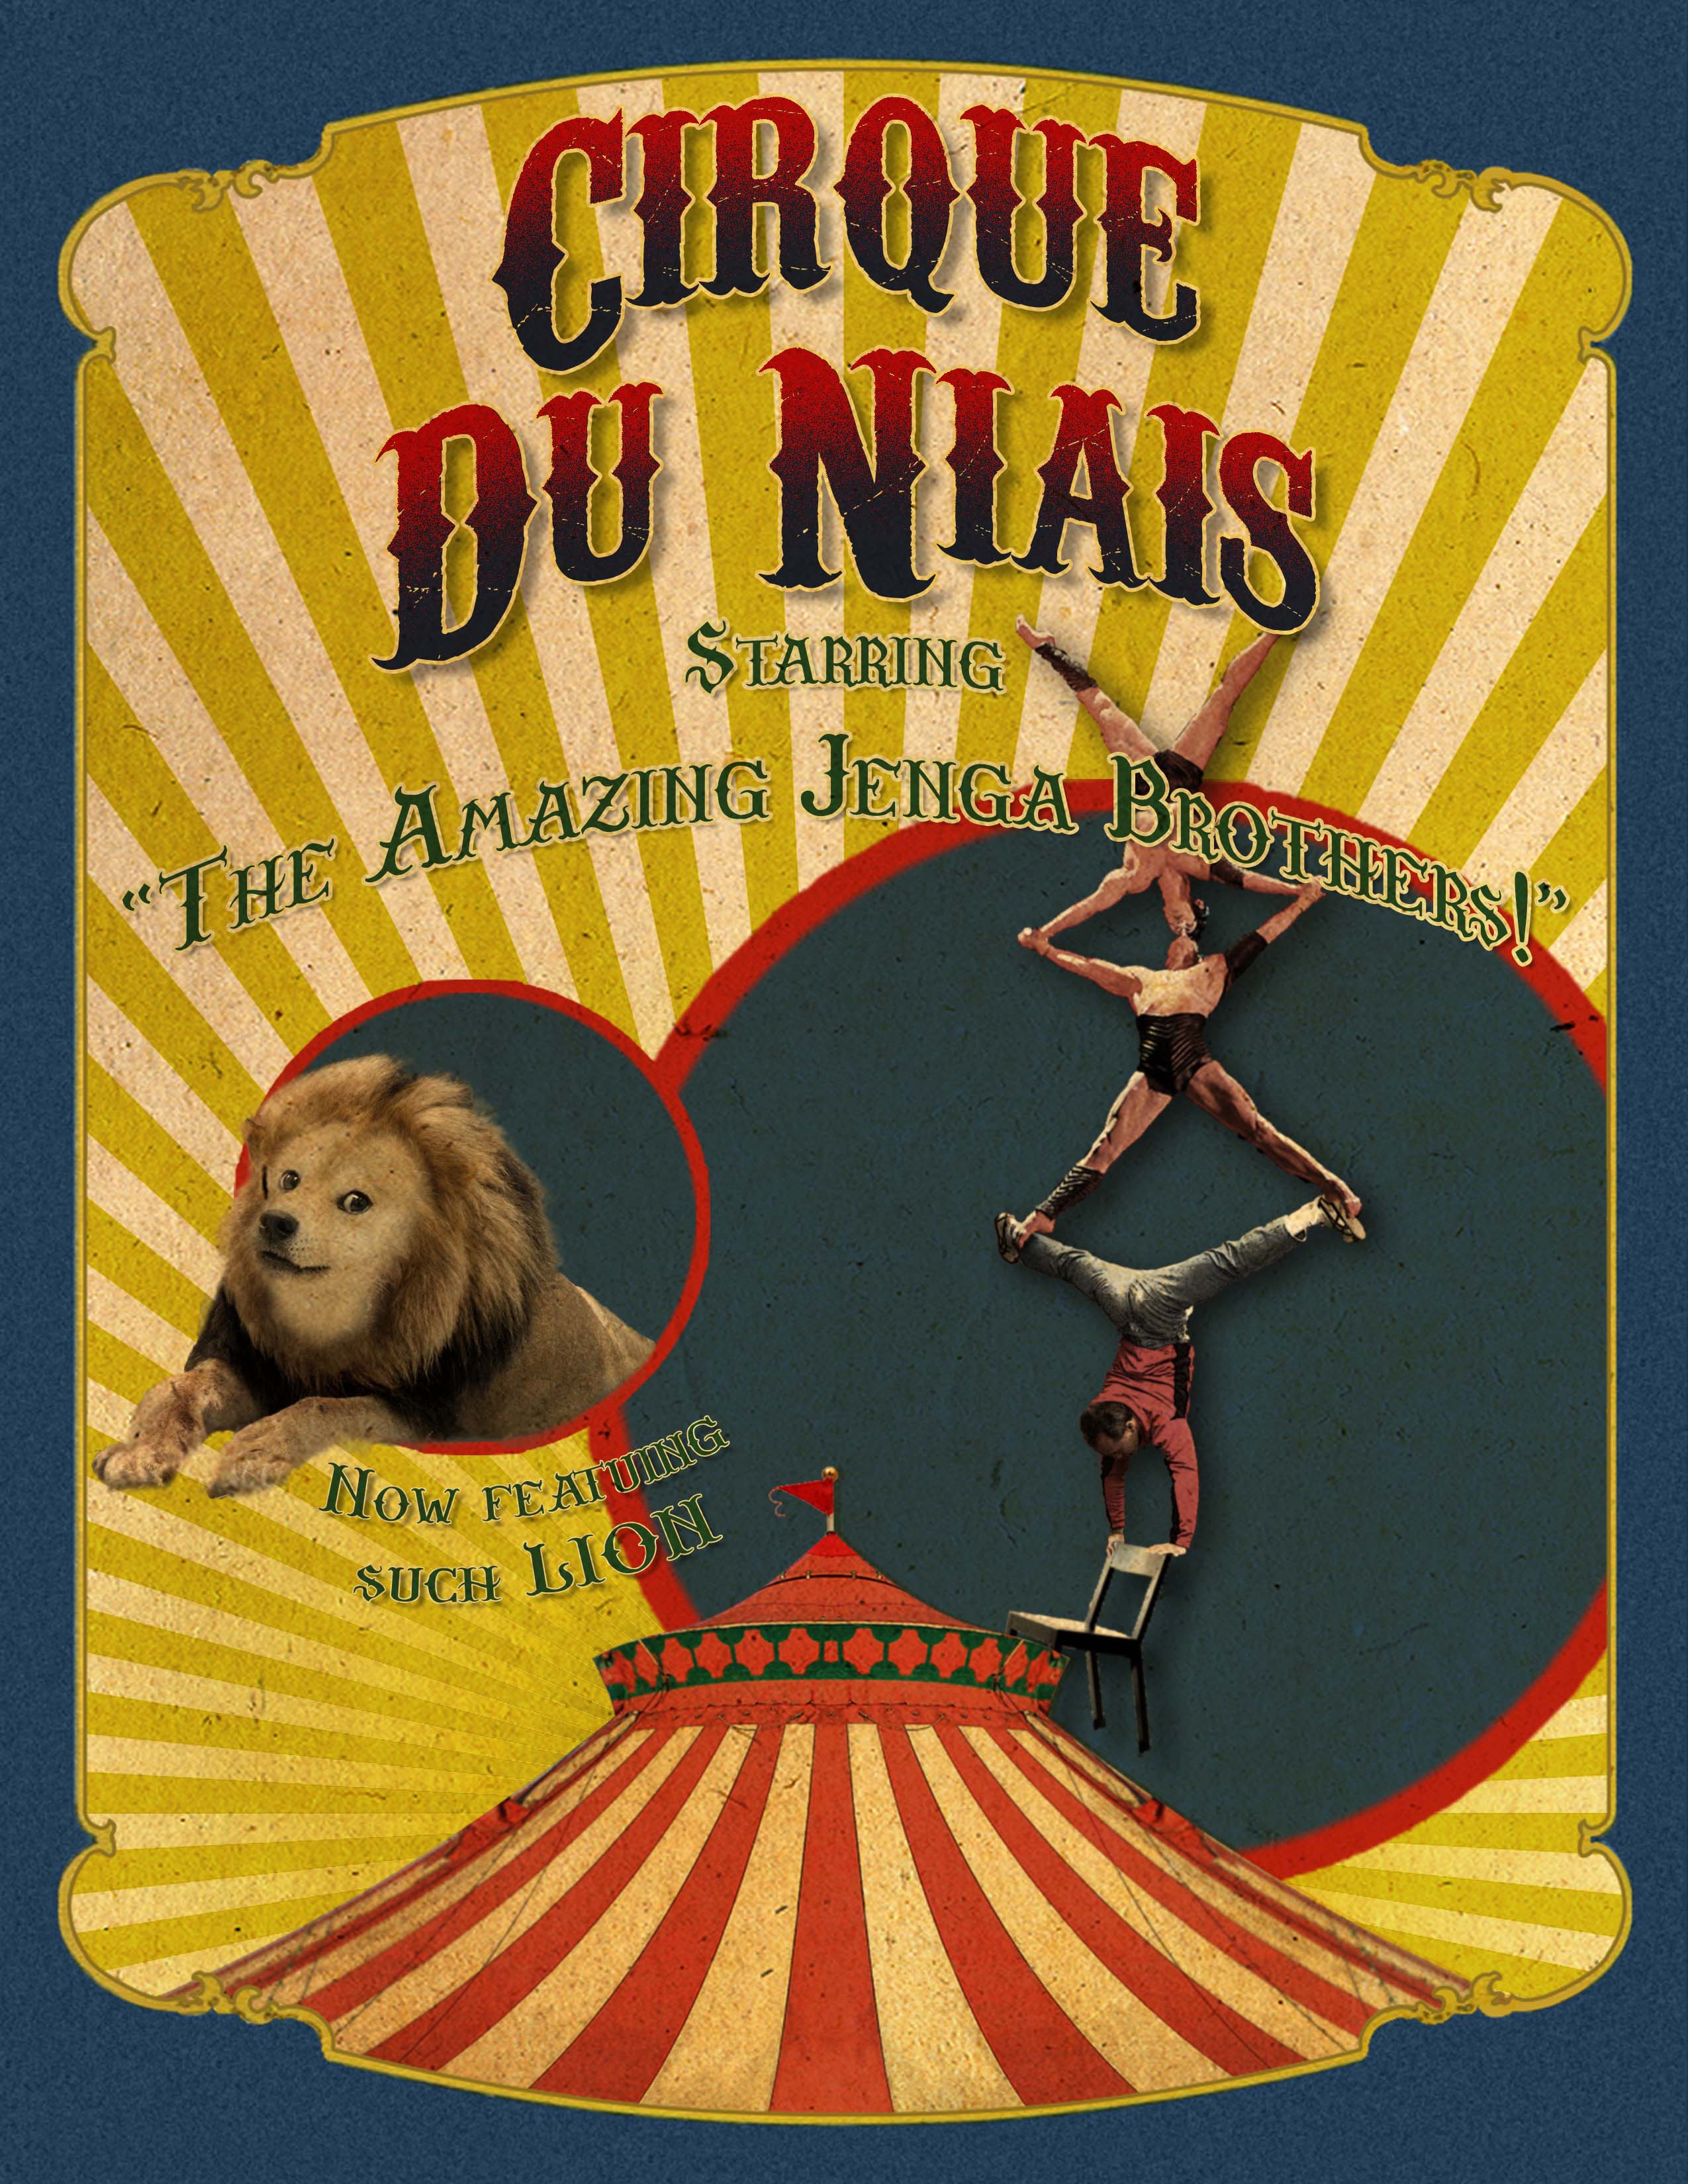 CIRQUE
DU NIAIS
STARRING
“THE AMAZING JENGA BROTHERS!”
NOW FEATUING
SUCH LION